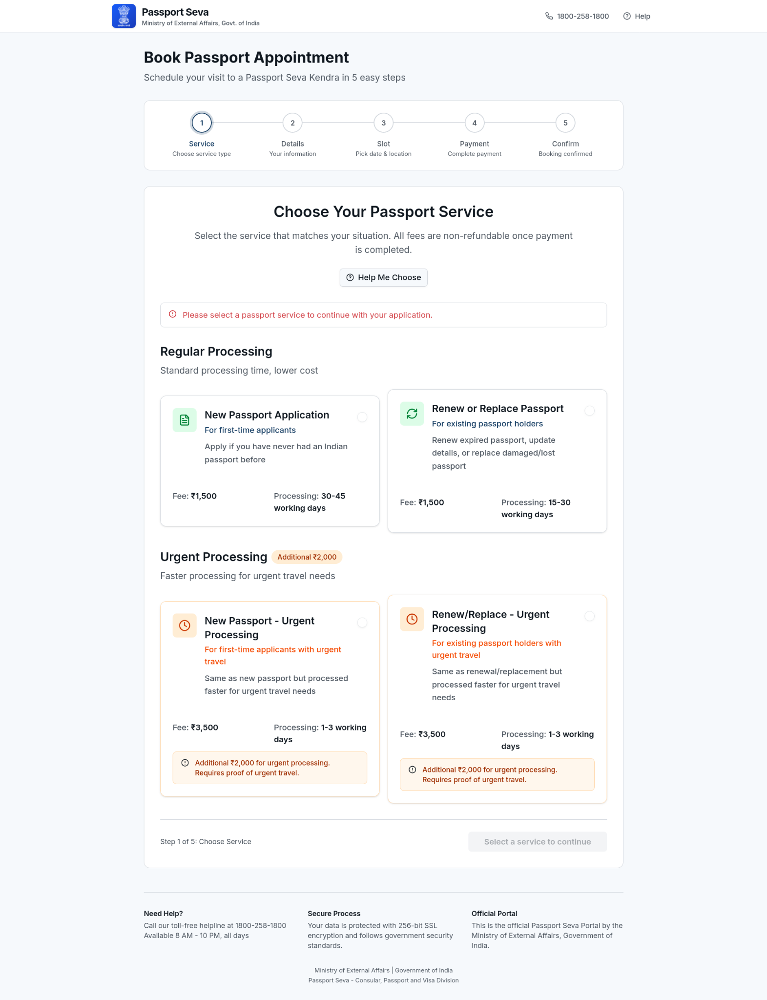 Passport Seva
Ministry of External Affairs, Govt. of India
1800-258-1800
Help
Book Passport Appointment
Schedule your visit to a Passport Seva Kendra in 5 easy steps
1
Service
Choose service type
2
Details
Your information
3
Slot
Pick date & location
4
Payment
Complete payment
5
Confirm
Booking confirmed
Choose Your Passport Service
Select the service that matches your situation. All fees are non-refundable once payment
is completed.
Help Me Choose
Please select a passport service to continue with your application.
Regular Processing
Standard processing time, lower cost
New Passport Application
For first-time applicants
Apply if you have never had an Indian
passport before
Fee: ₹1,500
Processing: 30-45
working days
Renew or Replace Passport
For existing passport holders
Renew expired passport, update
details, or replace damaged/lost
passport
Fee: ₹1,500
Processing: 15-30
working days
Urgent Processing
Additional ₹2,000
Faster processing for urgent travel needs
New Passport - Urgent
Processing
For first-time applicants with urgent
travel
Same as new passport but processed
faster for urgent travel needs
Fee: ₹3,500
Processing: 1-3 working
days
Additional ₹2,000 for urgent processing.
Requires proof of urgent travel.
Renew/Replace - Urgent
Processing
For existing passport holders with
urgent travel
Same as renewal/replacement but
processed faster for urgent travel
needs
Fee: ₹3,500
Processing: 1-3 working
days
Additional ₹2,000 for urgent processing.
Requires proof of urgent travel.
Step 1 of 5: Choose Service
Select a service to continue
Need Help?
Call our toll-free helpline at 1800-258-1800
Available 8 AM - 10 PM, all days
Secure Process
Your data is protected with 256-bit SSL
encryption and follows government security
standards.
Official Portal
This is the official Passport Seva Portal by the
Ministry of External Affairs, Government of
India.
Ministry of External Affairs | Government of India
Passport Seva - Consular, Passport and Visa Division